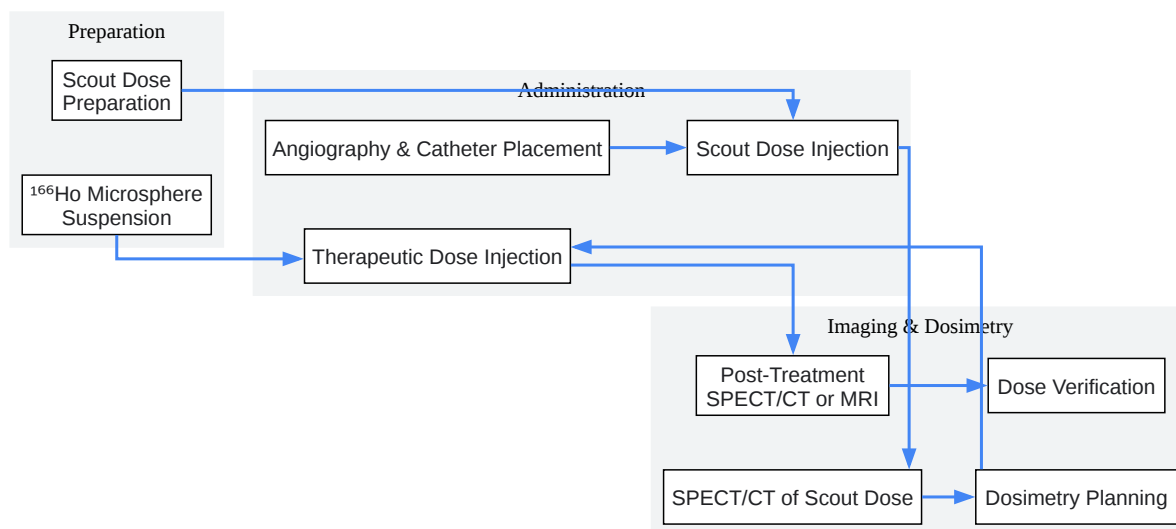 Preparation
Scout Dose
Preparation
¹⁶⁶Ho Microsphere
Suspension
Administration
Angiography & Catheter Placement
Scout Dose Injection
Therapeutic Dose Injection
Imaging & Dosimetry
Post-Treatment
SPECT/CT or MRI
Dose Verification
SPECT/CT of Scout Dose
Dosimetry Planning